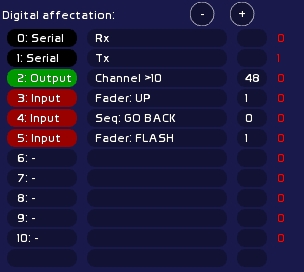 Digital affectation: - +
0: Serial Rx 0
1: Serial Tx 1
2: Output Channel >10 48 0
3: Input Fader: UP 1 0
4: Input Seq: GO BACK 0 0
5: Input Fader: FLASH 1 0
6: - 0
7: - 0
8: - 0
9: - 0
10: - 0